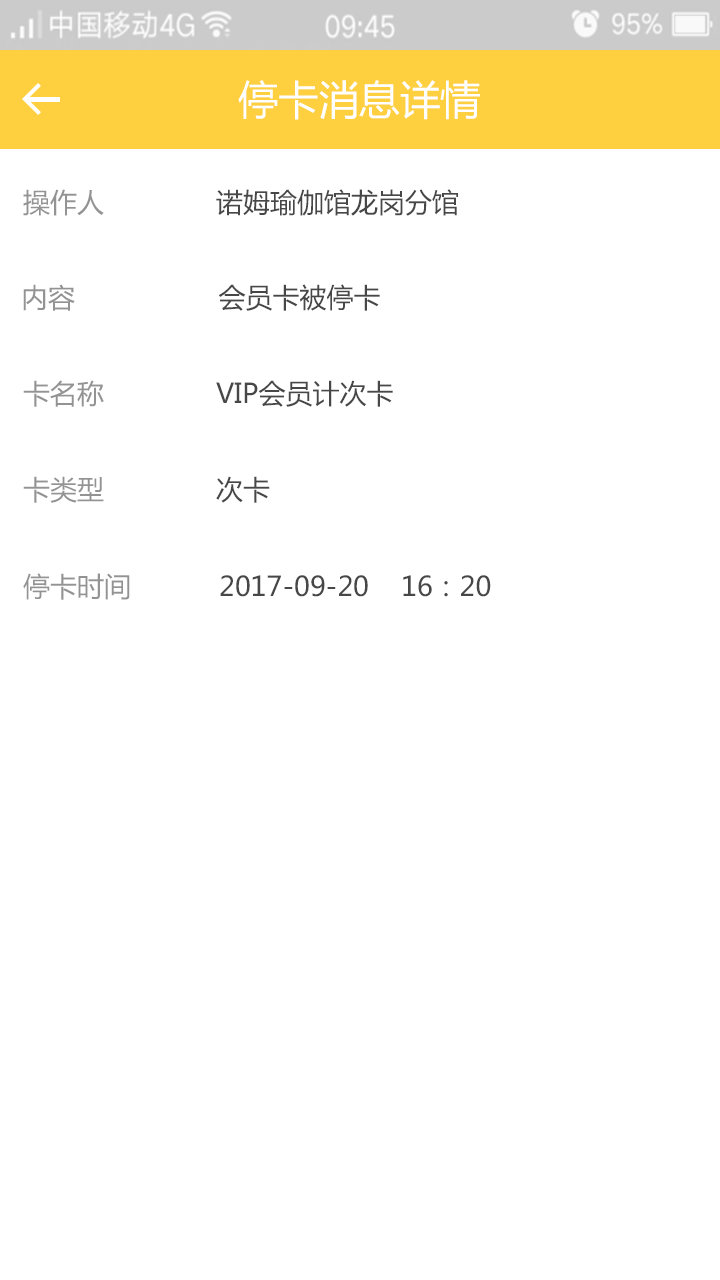 中国移动4G 09:45 95%
停卡消息详情
操作人 诺姆瑜伽馆龙岗分馆
内容 会员卡被停卡
卡名称 VIP会员计次卡
卡类型 次卡
停卡时间 2017-09-20 16：20